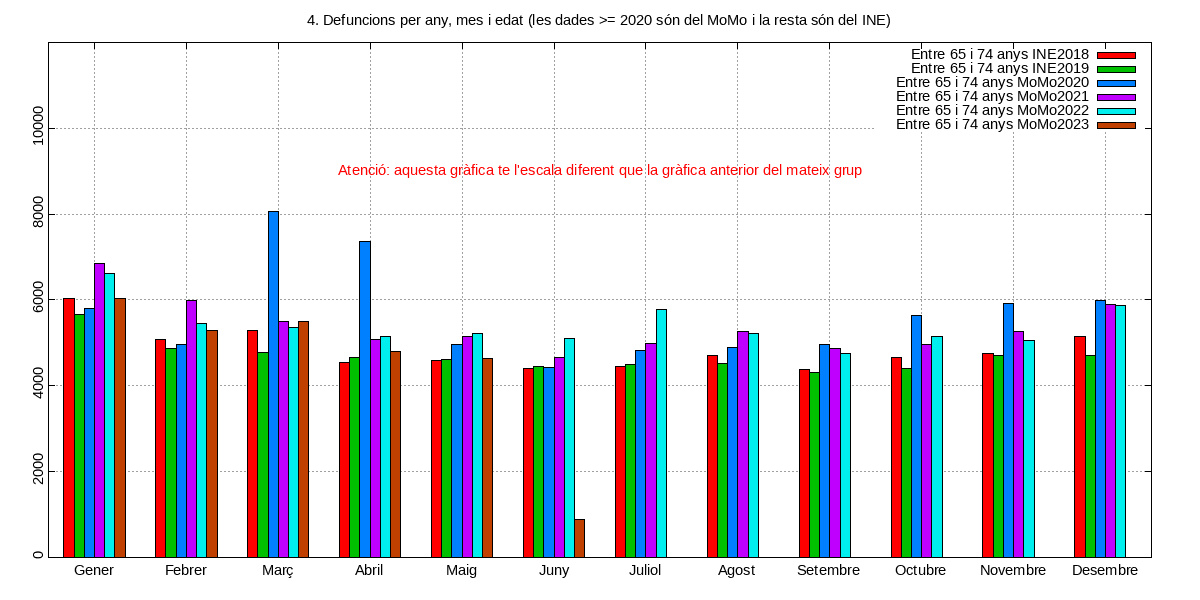 4. Defuncions per any, mes i edat (les dades >= 2020 són del MoMo i la resta són del INE)
Entre 65 i 74 anys INE2018
Entre 65 i 74 anys INE2019
Entre 65 i 74 anys MoMo2020
Entre 65 i 74 anys MoMo2021
Entre 65 i 74 anys MoMo2022
Entre 65 i 74 anys MoMo2023
Atenció: aquesta gràfica te l'escala diferent que la gràfica anterior del mateix grup
10000
8000
6000
4000
2000
0
Gener Febrer Març Abril Maig Juny Juliol Agost Setembre Octubre Novembre Desembre